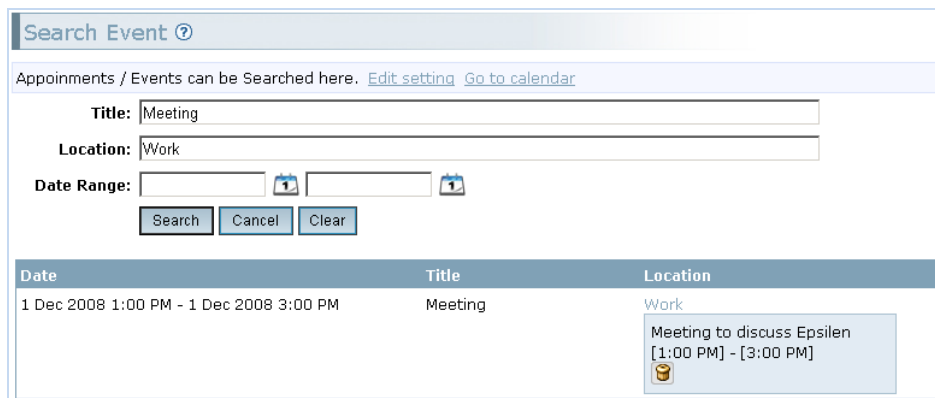 Search Event ?
Appoinments / Events can be Searched here. Edit setting Go to calendar
Title: Meeting
Location: Work
Date Range: 1 1
Search Cancel Clear
Date Title Location
1 Dec 2008 1:00 PM - 1 Dec 2008 3:00 PM Meeting Work
Meeting to discuss Epsilen
[1:00 PM] - [3:00 PM]